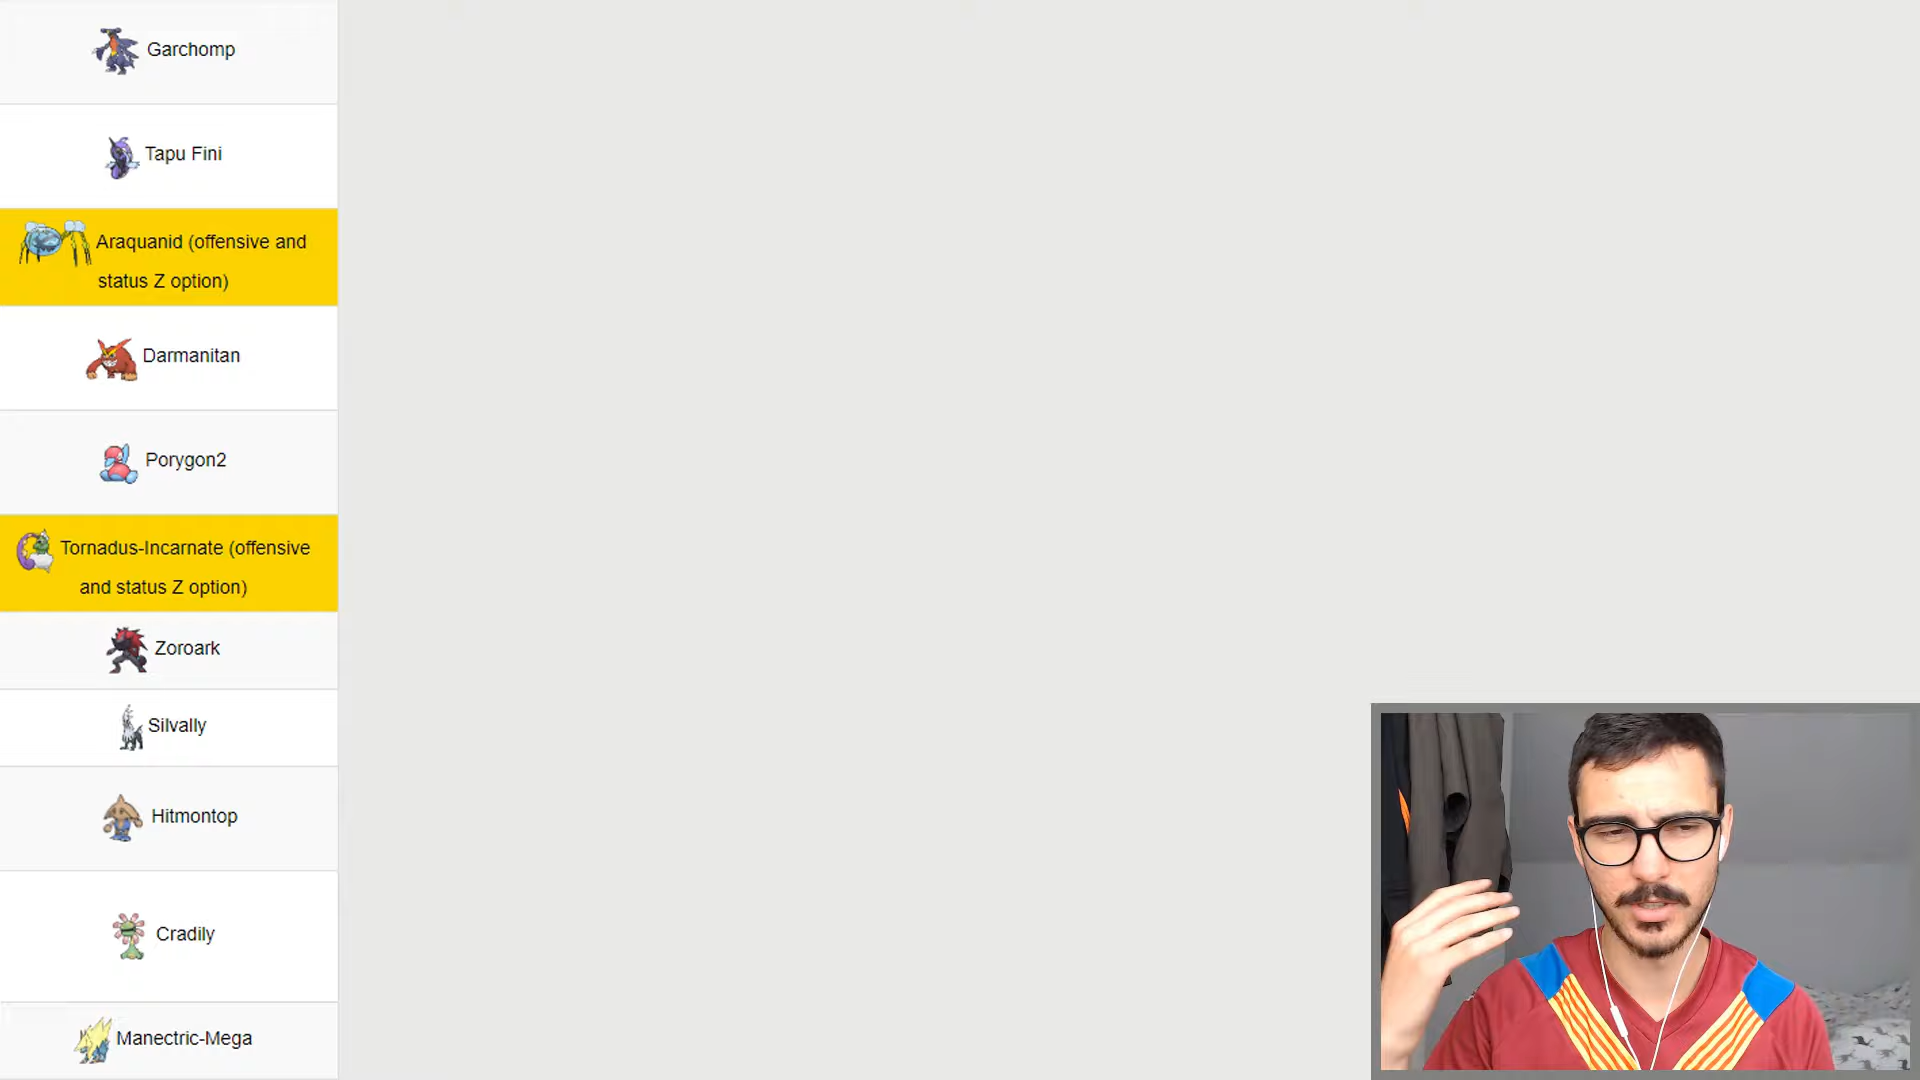 Garchomp
Tapu Fini
Araquanid (offensive and
status Z option)
Darmanitan
Porygon2
Tornadus-Incarnate (offensive
and status Z option)
Zoroark
Silvally
Hitmontop
Cradily
Manectric-Mega